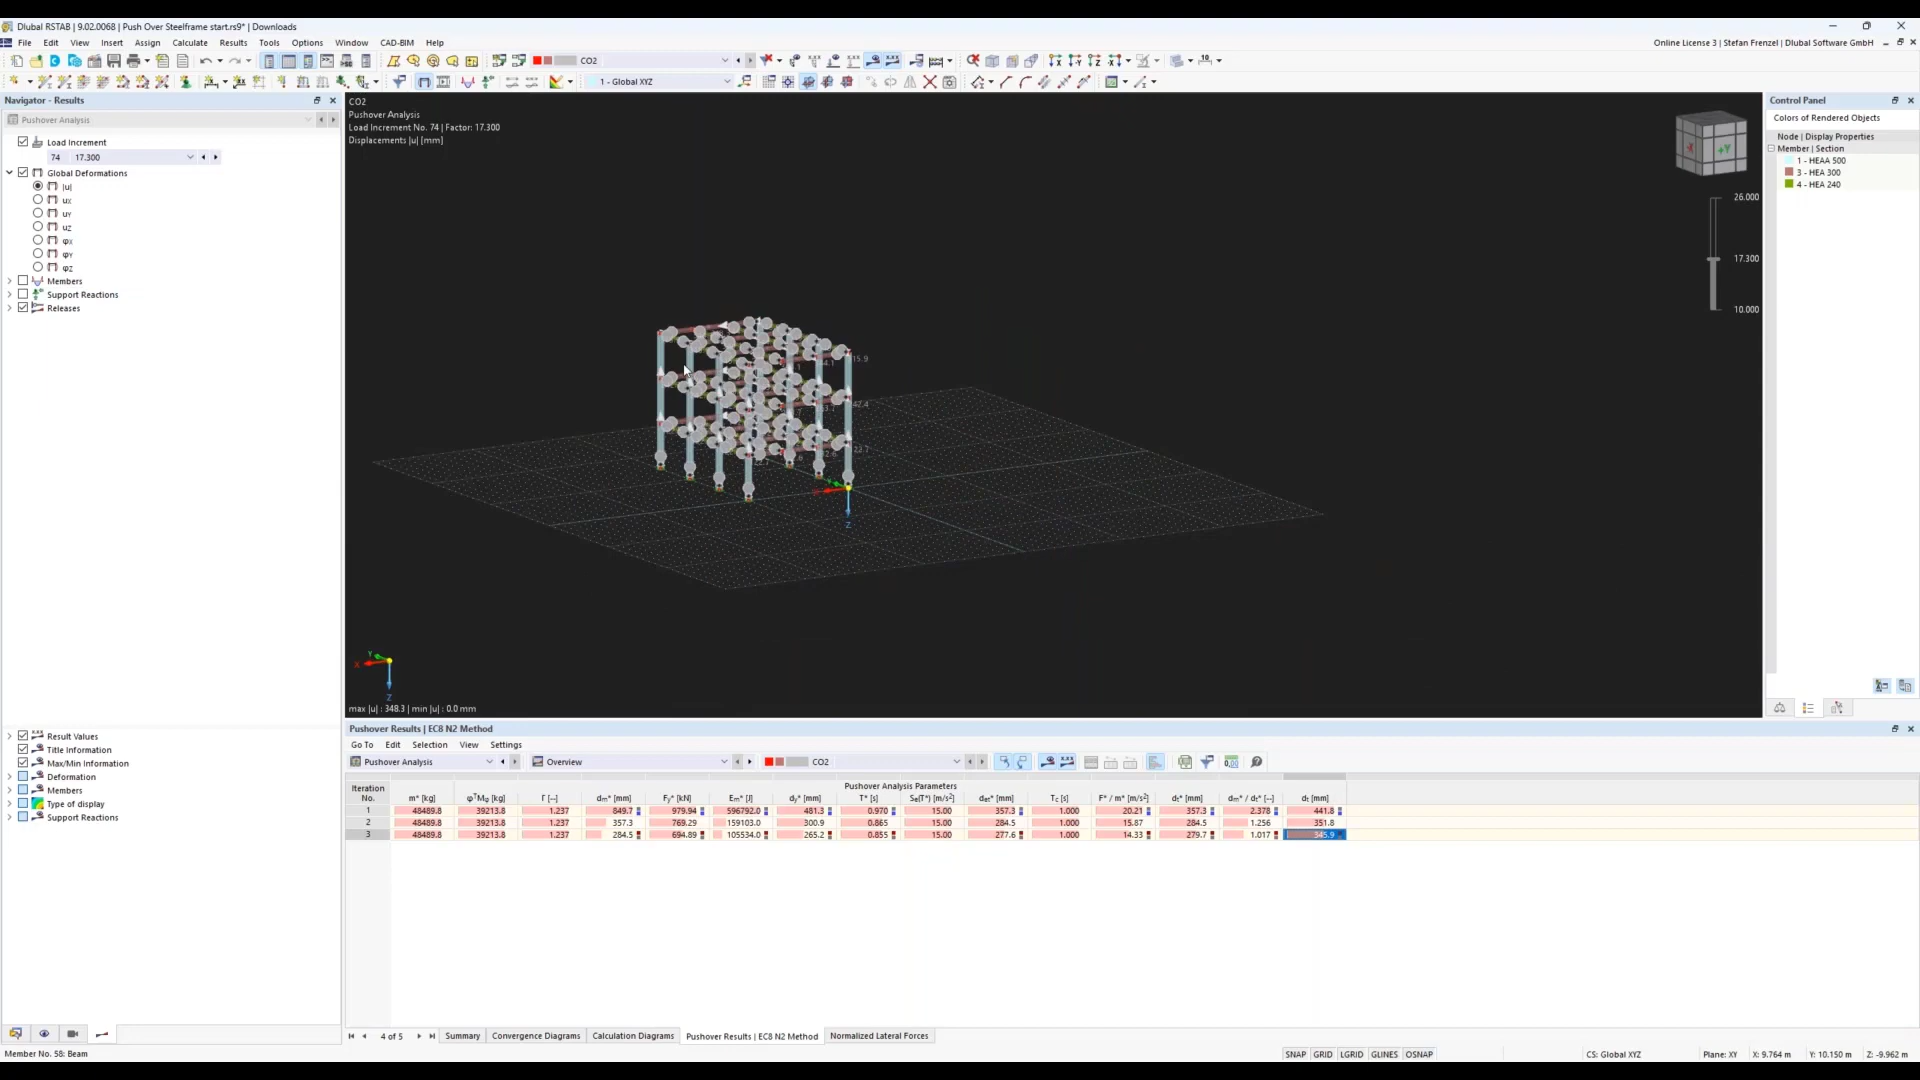 Dlubal RSTAB | 9.02.0068 | Push Over Steelframe start.rs9* | Downloads
File Edit View Insert Assign Calculate Results Tools Options Window CAD-BIM Help
Online License 3 | Stefan Frenzel | Dlubal Software GmbH
CO2
1 - Global XYZ
Navigator - Results
Pushover Analysis
Load Increment
74 17.300
Global Deformations
|u|
uX
uY
uZ
φX
φY
φZ
Members
Support Reactions
Releases
Result Values
Title Information
Max/Min Information
Deformation
Members
Type of display
Support Reactions
CO2
Pushover Analysis
Load Increment No. 74 | Factor: 17.300
Displacements |u| [mm]
+Y
26.000
17.300
10.000
15.9
X
Y
Z
Z
max |u| : 348.3 | min |u| : 0.0 mm
Control Panel
Colors of Rendered Objects
Node | Display Properties
Member | Section
1 - HEAA 500
3 - HEA 300
4 - HEA 240
Pushover Results | EC8 N2 Method
Go To Edit Selection View Settings
Pushover Analysis Overview CO2
Pushover Analysis Parameters
Iteration No. m* [kg] φᵀMφ [kg] Γ [--] dm* [mm] Fy* [kN] Em* [J] dy* [mm] T* [s] Se(T*) [m/s²] det* [mm] Tc [s] F* / m* [m/s²] dt* [mm] dm* / dt* [--] dt [mm]
1 48489.8 39213.8 1.237 849.7 979.94 596792.0 481.3 0.970 15.00 357.3 1.000 20.21 357.3 2.378 441.8
2 48489.8 39213.8 1.237 357.3 769.29 159103.0 300.9 0.865 15.00 284.5 1.000 15.87 284.5 1.256 351.8
3 48489.8 39213.8 1.237 284.5 694.89 105534.0 265.2 0.855 15.00 277.6 1.000 14.33 279.7 1.017 345.9
4 of 5 Summary Convergence Diagrams Calculation Diagrams Pushover Results | EC8 N2 Method Normalized Lateral Forces
Member No. 58: Beam
SNAP GRID LGRID GLINES OSNAP CS: Global XYZ Plane: XY X: 9.764 m Y: 10.150 m Z: -9.962 m